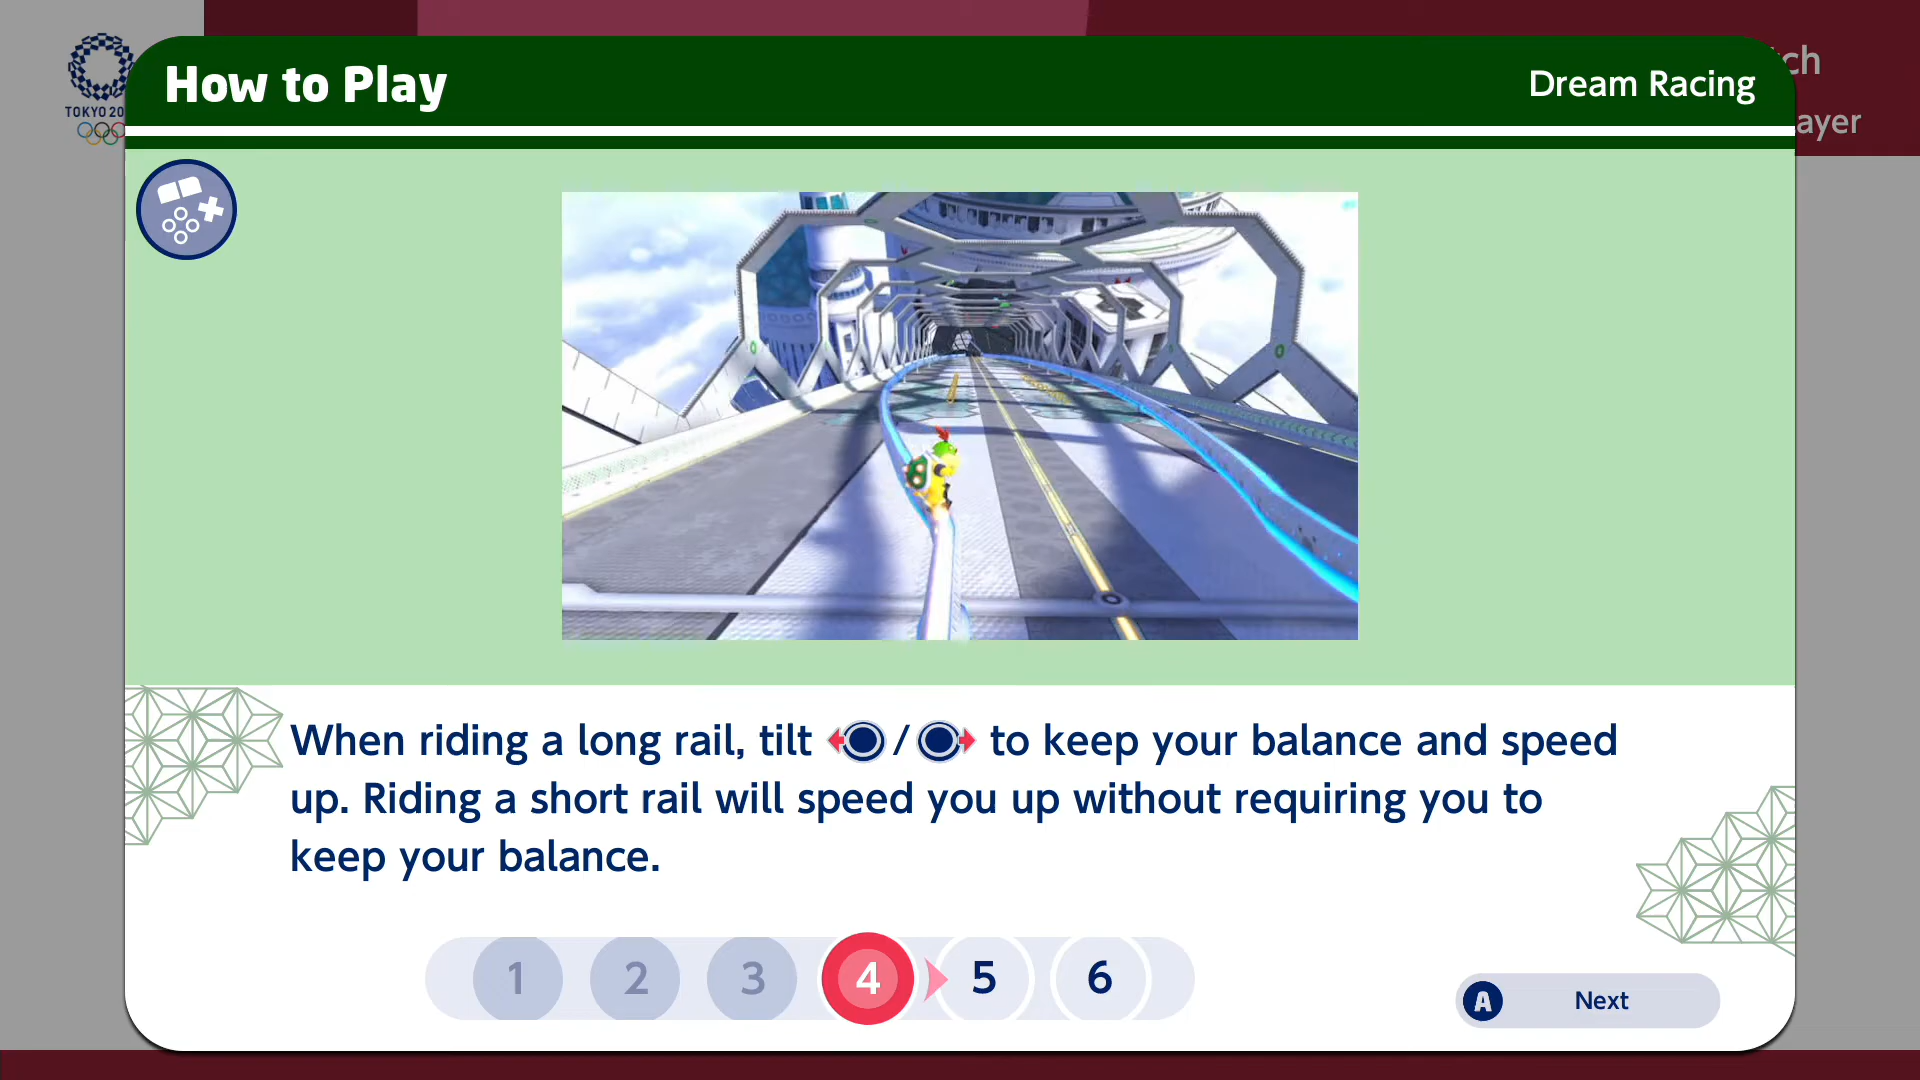 TOKYO 20
How to Play
Dream Racing
ch
ayer
When riding a long rail, tilt / to keep your balance and speed
up. Riding a short rail will speed you up without requiring you to
keep your balance.
1 2 3 4 5 6
A Next